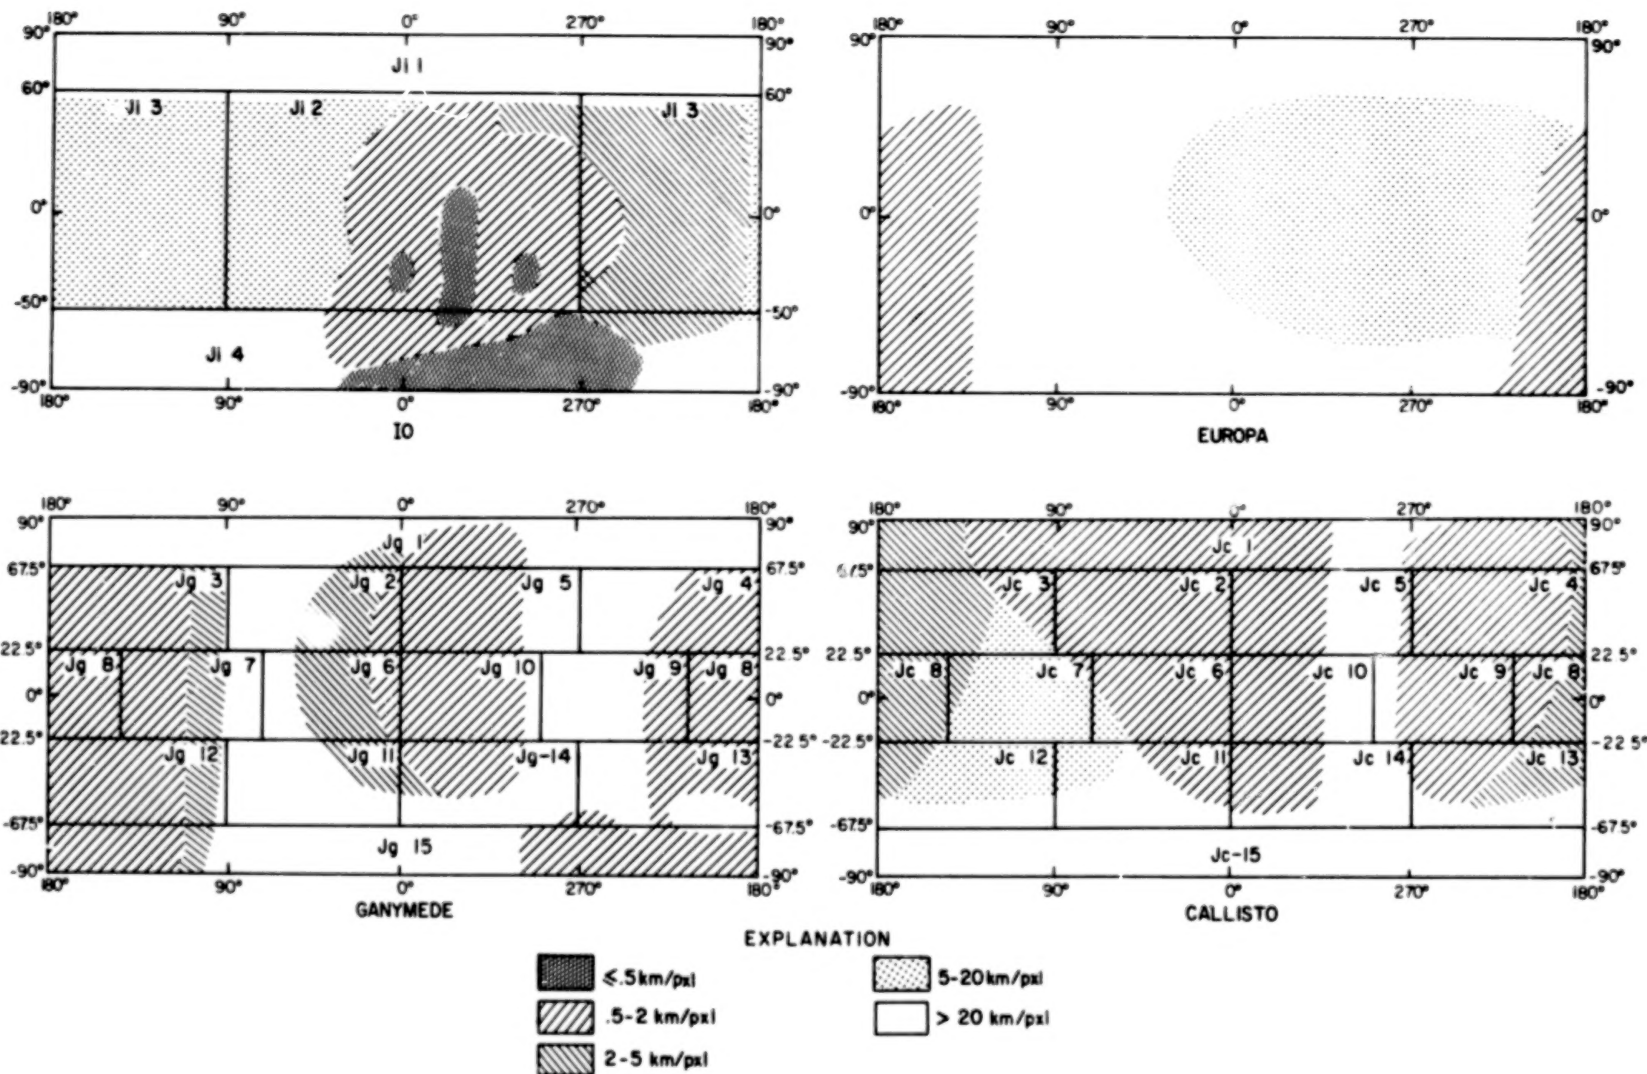 180° 90° 0° 270° 180°
90° 90°
Ji 1
60° 60°
Ji 3 Ji 2 Ji 3
0° 0°
-50° -50°
Ji 4
-90° -90°
180° 90° 0° 270° 180°
IO
180° 90° 0° 270° 180°
90° 90°
0° 0°
-90° -90°
180° 90° 0° 270° 180°
EUROPA
180° 90° 0° 270° 180°
90° 90°
Jg 1
67.5° 67.5°
Jg 3 Jg 2 Jg 5 Jg 4
22.5° 22.5°
Jg 8 Jg 7 Jg 6 Jg 10 Jg 9 Jg 8
0° 0°
-22.5° -22.5°
Jg 12 Jg 11 Jg-14 Jg 13
-67.5° -67.5°
Jg 15
-90° -90°
180° 90° 0° 270° 180°
GANYMEDE
180° 90° 0° 270° 180°
90° 90°
Jc 1
67.5° 67.5°
Jc 3 Jc 2 Jc 5 Jc 4
22.5° 22.5°
Jc 8 Jc 7 Jc 6 Jc 10 Jc 9 Jc 8
0° 0°
-22.5° -22.5°
Jc 12 Jc 11 Jc 14 Jc 13
-67.5° -67.5°
Jc-15
-90° -90°
180° 90° 0° 270° 180°
CALLISTO
EXPLANATION
≤.5km/pxl
.5-2 km/pxl
2-5 km/pxl
5-20km/pxl
> 20 km/pxl